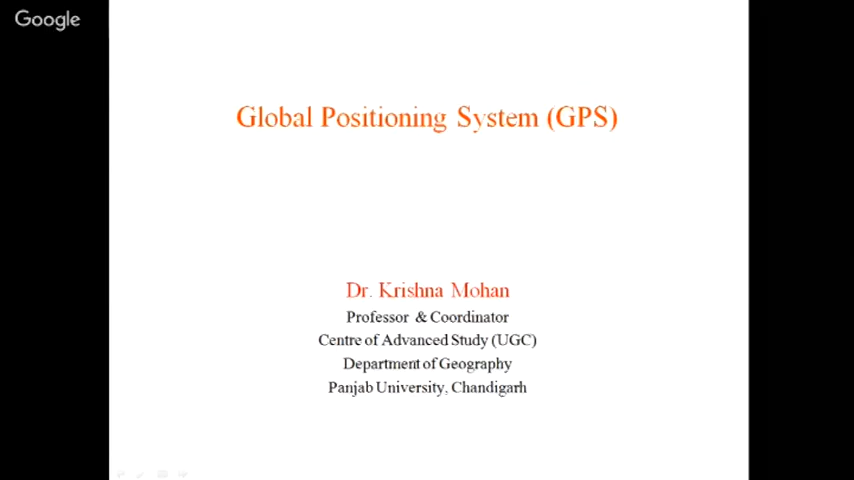 Google
Global Positioning System (GPS)
Dr. Krishna Mohan
Professor & Coordinator
Centre of Advanced Study (UGC)
Department of Geography
Panjab University, Chandigarh